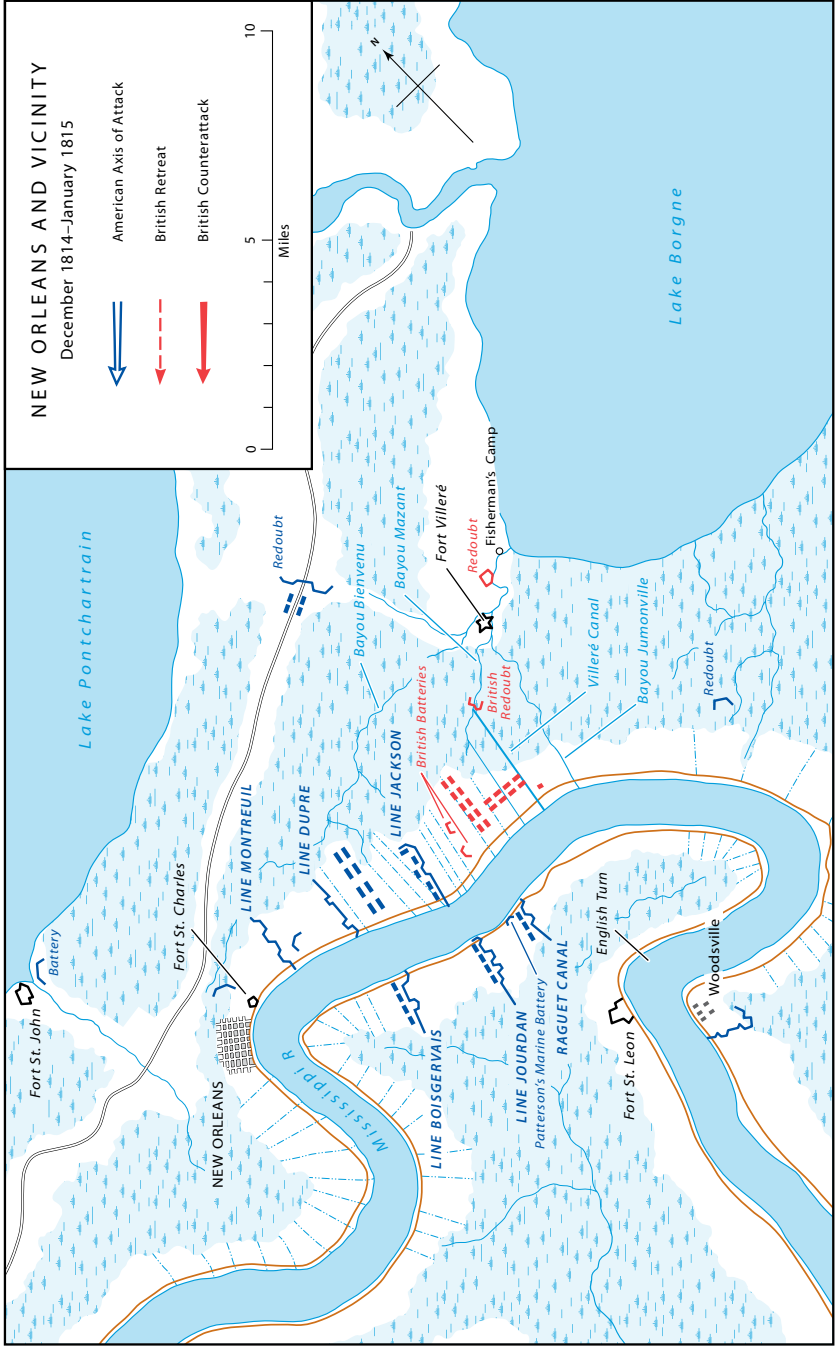 NEW ORLEANS AND VICINITY
December 1814–January 1815
American Axis of Attack
British Retreat
British Counterattack
0
5
10
Miles
N
Lake Pontchartrain
Lake Borgne
Fort St. John
Battery
Redoubt
Bayou Bienvenu
Bayou Mazant
Fort Villeré
Redoubt
Fisherman's Camp
Fort St. Charles
LINE MONTREUIL
LINE DUPRE
LINE JACKSON
British Batteries
British
Redoubt
Villeré Canal
Bayou Jumonville
Redoubt
NEW ORLEANS
Mississippi R
LINE BOISGERVAIS
LINE JOURDAN
Patterson's Marine Battery
RAGUET CANAL
English Turn
Fort St. Leon
Woodsville